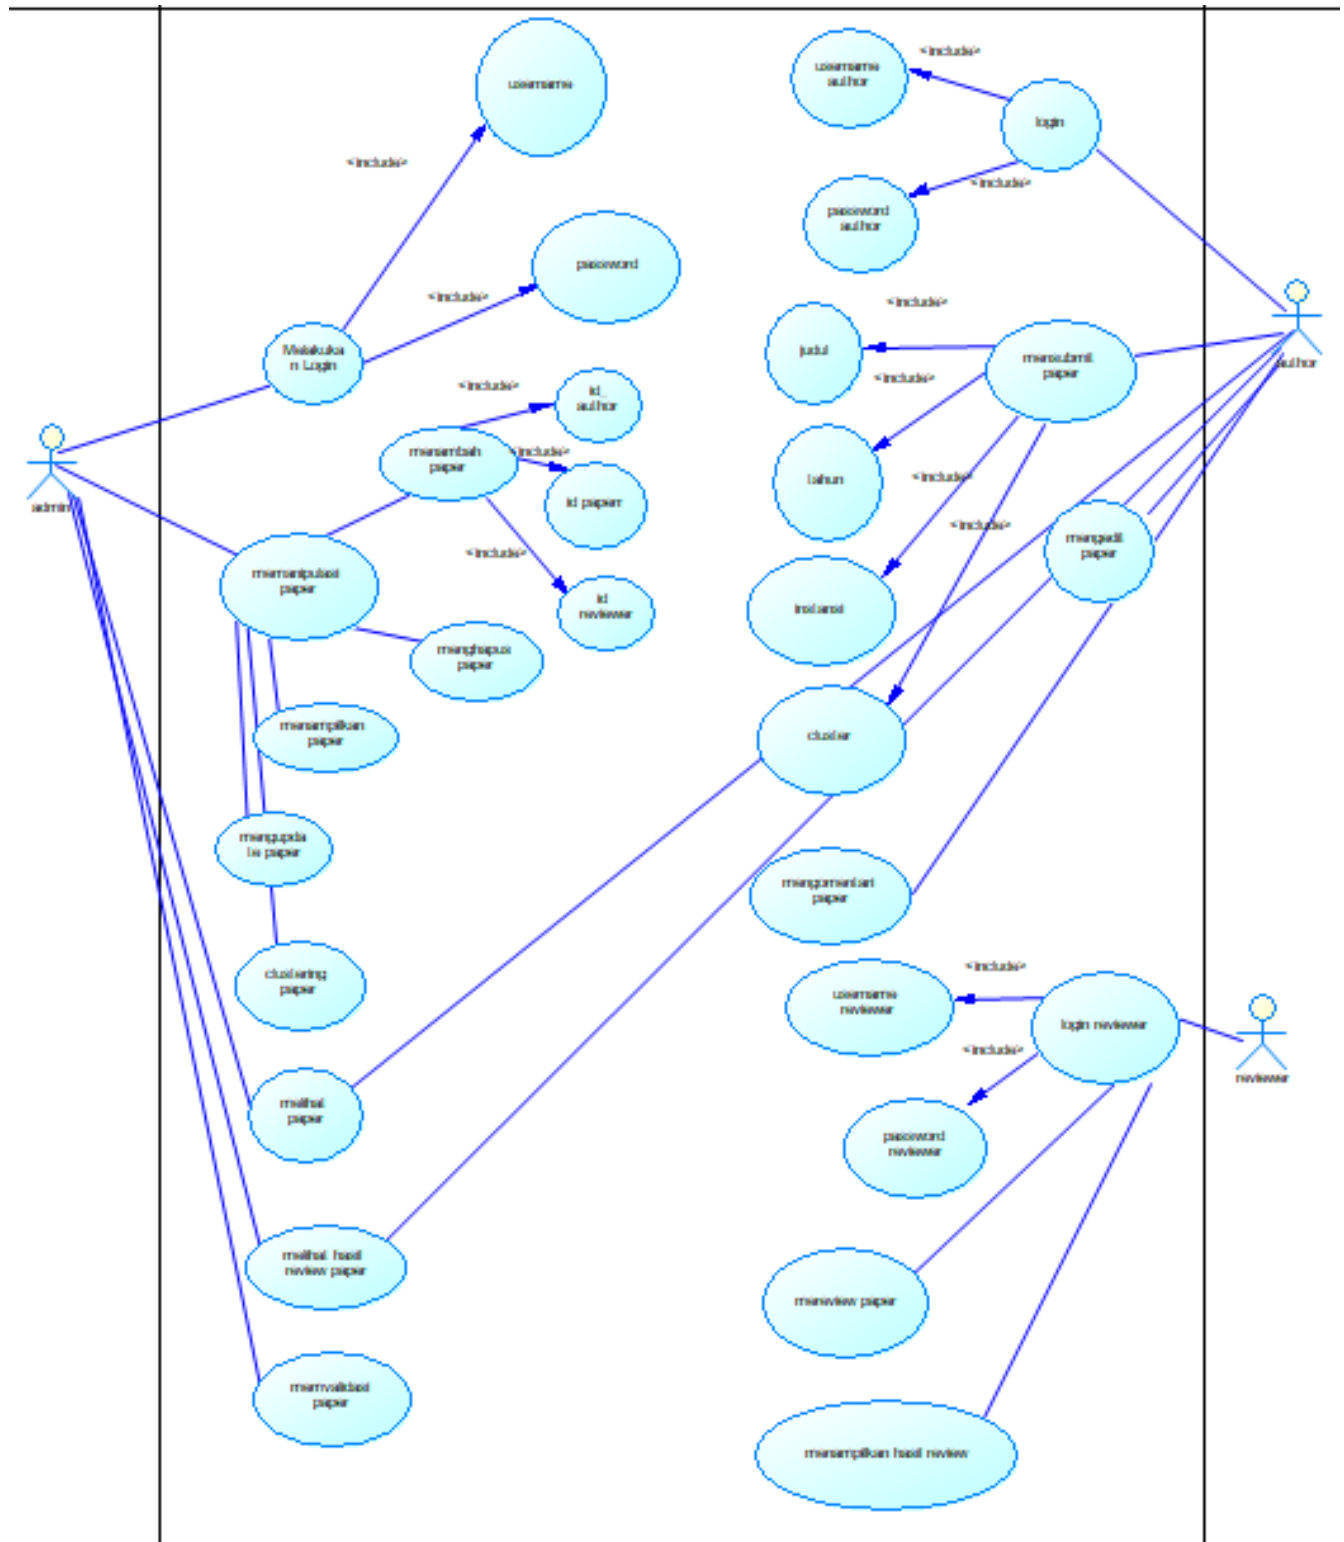 username
<include>
password
<include>
Melakuka
n Login
<include>
id_
author
menambah
paper
<include>
id paperr
<include>
id
reviewer
admin
memanipulasi
paper
menghapus
paper
menampilkan
paper
mengupda
te paper
clustering
paper
melihat
paper
melihat hasil
review paper
memvalidasi
paper
username
author
<include>
login
<include>
password
author
<include>
judul
<include>
mensubmit
paper
author
tahun
<include>
<include>
mengedit
paper
instansi
cluster
mengomentari
paper
username
reviewer
<include>
login reviewer
<include>
reviewer
password
reviewer
mereview paper
menampilkan hasil review